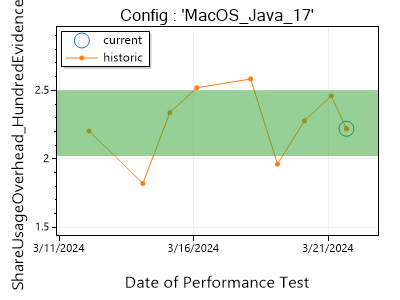 Config : 'MacOS_Java_17'
current
historic
ShareUsageOverhead_HundredEvidence
2.5
2
1.5
3/11/2024
3/16/2024
3/21/2024
Date of Performance Test